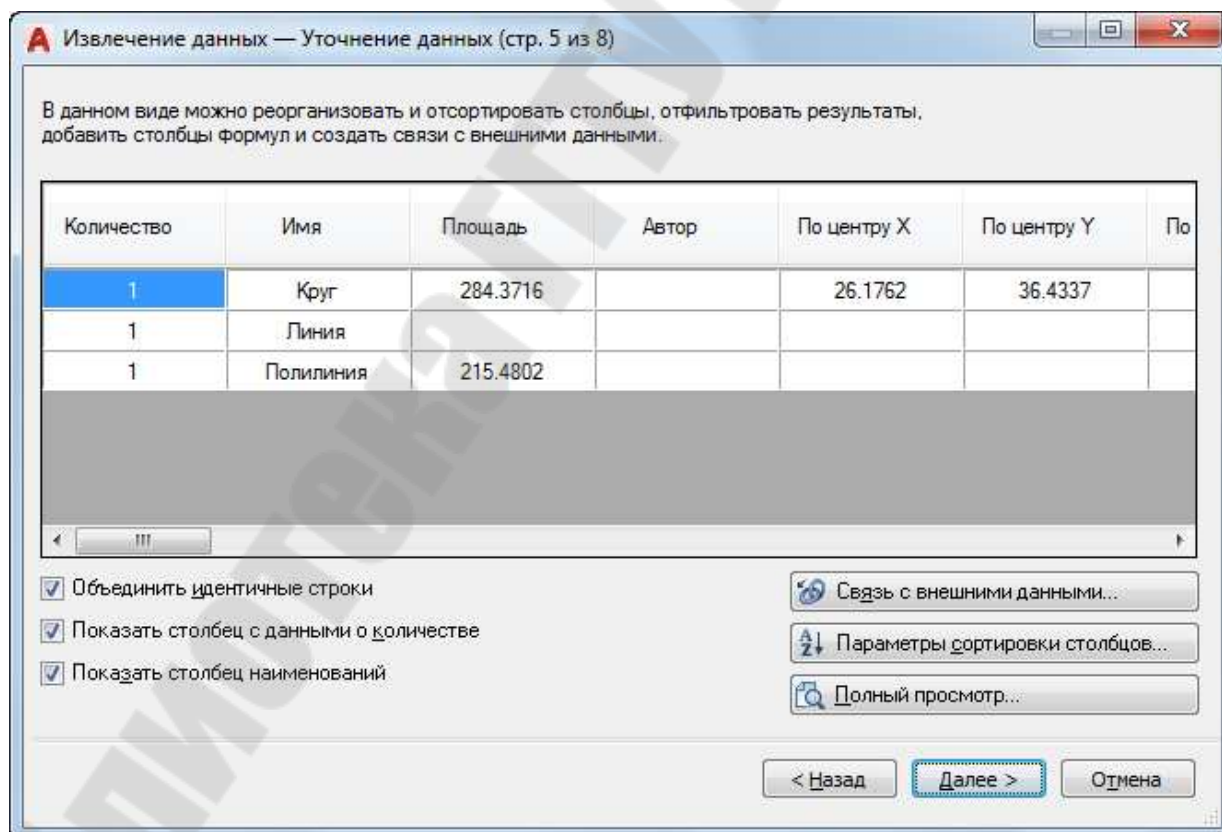 Извлечение данных — Уточнение данных (стр. 5 из 8)
В данном виде можно реорганизовать и отсортировать столбцы, отфильтровать результаты,
добавить столбцы формул и создать связи с внешними данными.
Количество Имя Площадь Автор По центру X По центру Y По
1 Круг 284.3716 26.1762 36.4337
1 Линия
1 Полилиния 215.4802
Объединить идентичные строки
Показать столбец с данными о количестве
Показать столбец наименований
Связь с внешними данными...
Параметры сортировки столбцов...
Полный просмотр...
< Назад Далее > Отмена